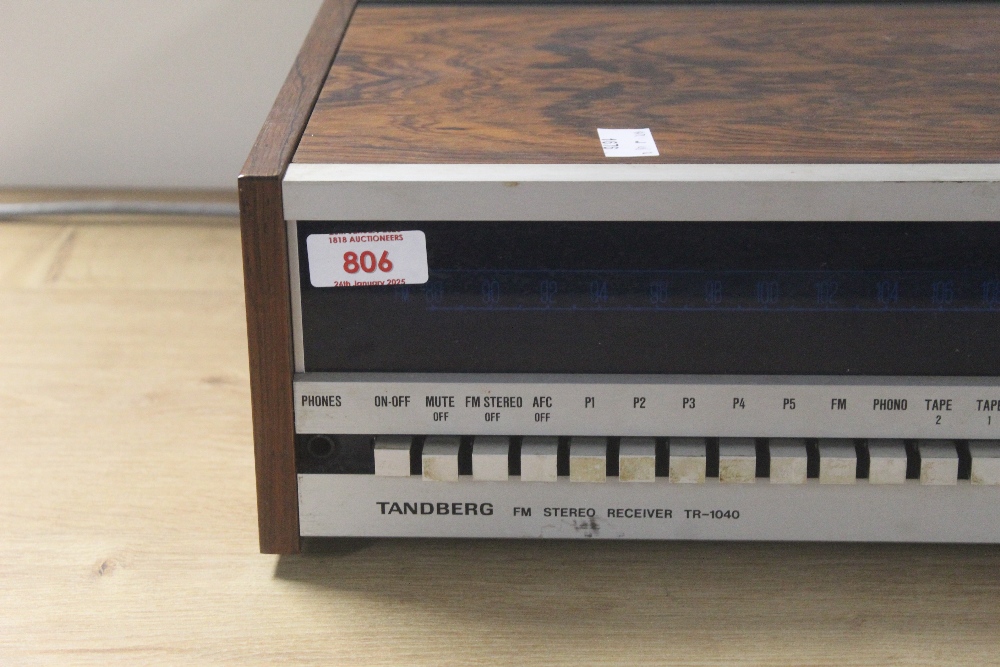 1818 AUCTIONEERS
806
26th January 2025
88 90 92 94 96 98 100 102 104 106
PHONES ON-OFF MUTE FM STEREO AFC P1 P2 P3 P4 P5 FM PHONO TAPE TAPE
OFF OFF OFF 2 1
TANDBERG FM STEREO RECEIVER TR-1040